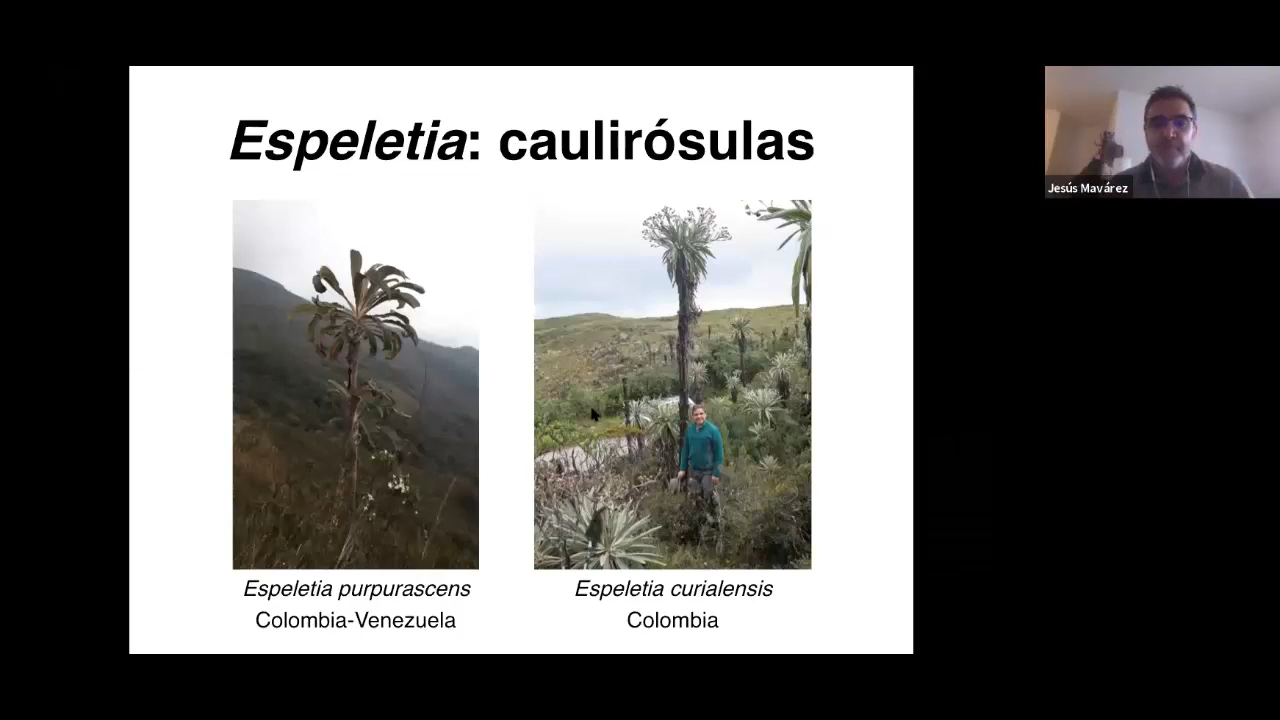 Espeletia: caulirósulas
Jesús Mavárez
Espeletia purpurascens
Colombia-Venezuela
Espeletia curialensis
Colombia